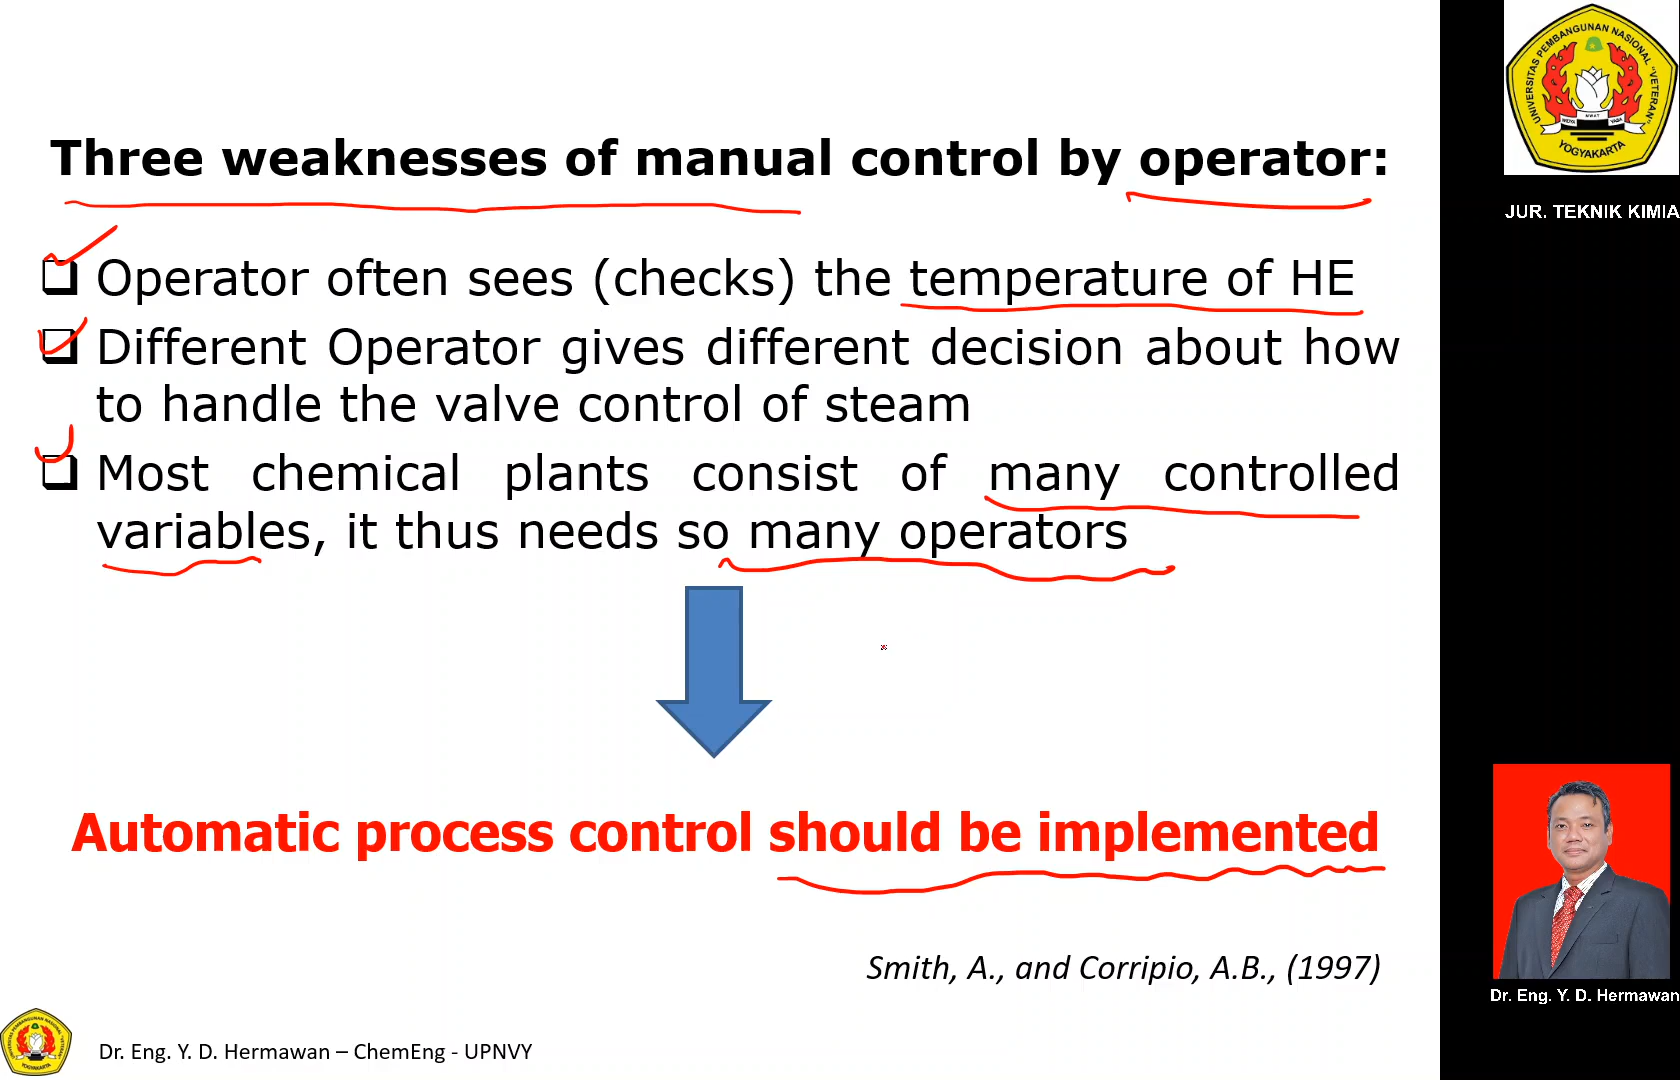 Three weaknesses of manual control by operator:
Operator often sees (checks) the temperature of HE
Different Operator gives different decision about how
to handle the valve control of steam
Most chemical plants consist of many controlled
variables, it thus needs so many operators
Automatic process control should be implemented
Smith, A., and Corripio, A.B., (1997)
Dr. Eng. Y. D. Hermawan – ChemEng - UPNVY
UNIVERSITAS PEMBANGUNAN NASIONAL "VETERAN"
WIDYA MWAT YASA
YOGYAKARTA
JUR. TEKNIK KIMIA
Dr. Eng. Y. D. Hermawan